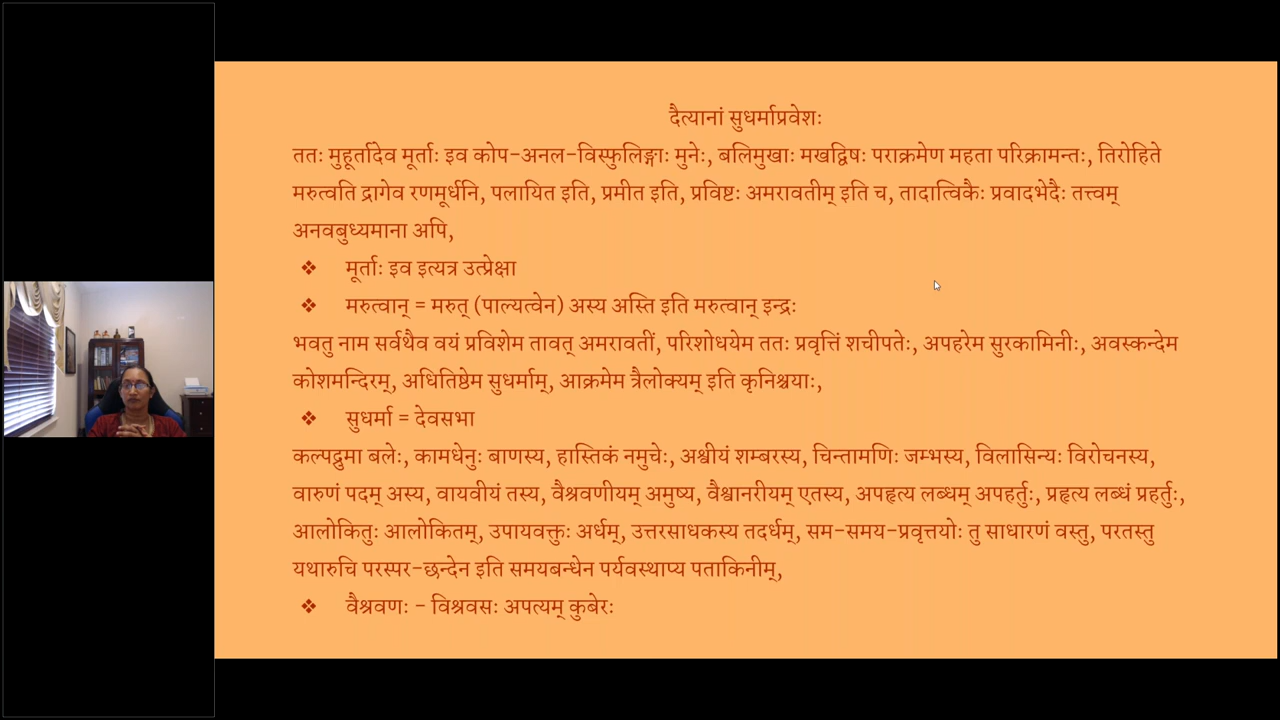 दैत्यानां सुधर्माप्रवेशः
ततः मुहूर्तादेव मूर्ताः इव कोप-अनल-विस्फुलिङ्गाः मुनेः, बलिमुखाः मखद्विषः पराक्रमेण महता परिक्रामन्तः, तिरोहिते
मरुत्वति द्रागेव रणमूर्धनि, पलायित इति, प्रमीत इति, प्रविष्टः अमरावतीम् इति च, तादात्विकैः प्रवादभेदैः तत्त्वम्
अनवबुध्यमाना अपि,
❖ मूर्ताः इव इत्यत्र उत्प्रेक्षा
❖ मरुत्वान् = मरुत् (पाल्यत्वेन) अस्य अस्ति इति मरुत्वान् इन्द्रः
भवतु नाम सर्वथैव वयं प्रविशेम तावत् अमरावतीं, परिशोधयेम ततः प्रवृत्तिं शचीपतेः, अपहरेम सुरकामिनीः, अवस्कन्देम
कोशमन्दिरम्, अधितिष्ठेम सुधर्माम्, आक्रमेम त्रैलोक्यम् इति कृनिश्चयाः,
❖ सुधर्मा = देवसभा
कल्पद्रुमा बलेः, कामधेनुः बाणस्य, हास्तिकं नमुचेः, अश्वीयं शम्बरस्य, चिन्तामणिः जम्भस्य, विलासिन्यः विरोचनस्य,
वारुणं पदम् अस्य, वायवीयं तस्य, वैश्रवणीयम् अमुष्य, वैश्वानरीयम् एतस्य, अपहृत्य लब्धम् अपहर्तुः, प्रहृत्य लब्धं प्रहर्तुः,
आलोकितुः आलोकितम्, उपायवक्तुः अर्धम्, उत्तरसाधकस्य तदर्धम्, सम-समय-प्रवृत्तयोः तु साधारणं वस्तु, परतस्तु
यथारुचि परस्पर-छन्देन इति समयबन्धेन पर्यवस्थाप्य पताकिनीम्,
❖ वैश्रवणः - विश्रवसः अपत्यम् कुबेरः